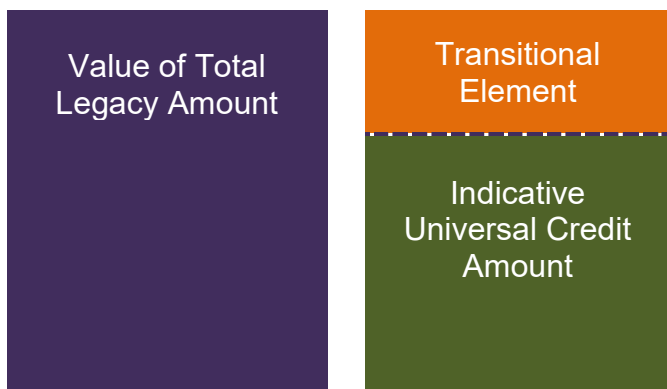 Value of Total
Legacy Amount
Transitional
Element
Indicative
Universal Credit
Amount